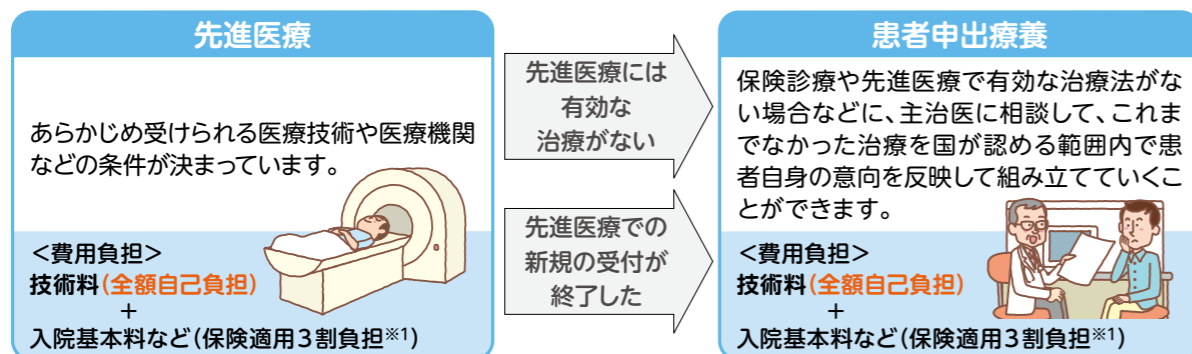 先進医療
あらかじめ受けられる医療技術や医療機関
などの条件が決まっています。
<費用負担>
技術料(全額自己負担)
+
入院基本料など(保険適用3割負担※1)
先進医療には
有効な
治療がない
先進医療での
新規の受付が
終了した
患者申出療養
保険診療や先進医療で有効な治療法がな
い場合などに、主治医に相談して、これま
でなかった治療を国が認める範囲内で患
者自身の意向を反映して組み立てていくこ
とができます。
<費用負担>
技術料(全額自己負担)
+
入院基本料など(保険適用3割負担※1)